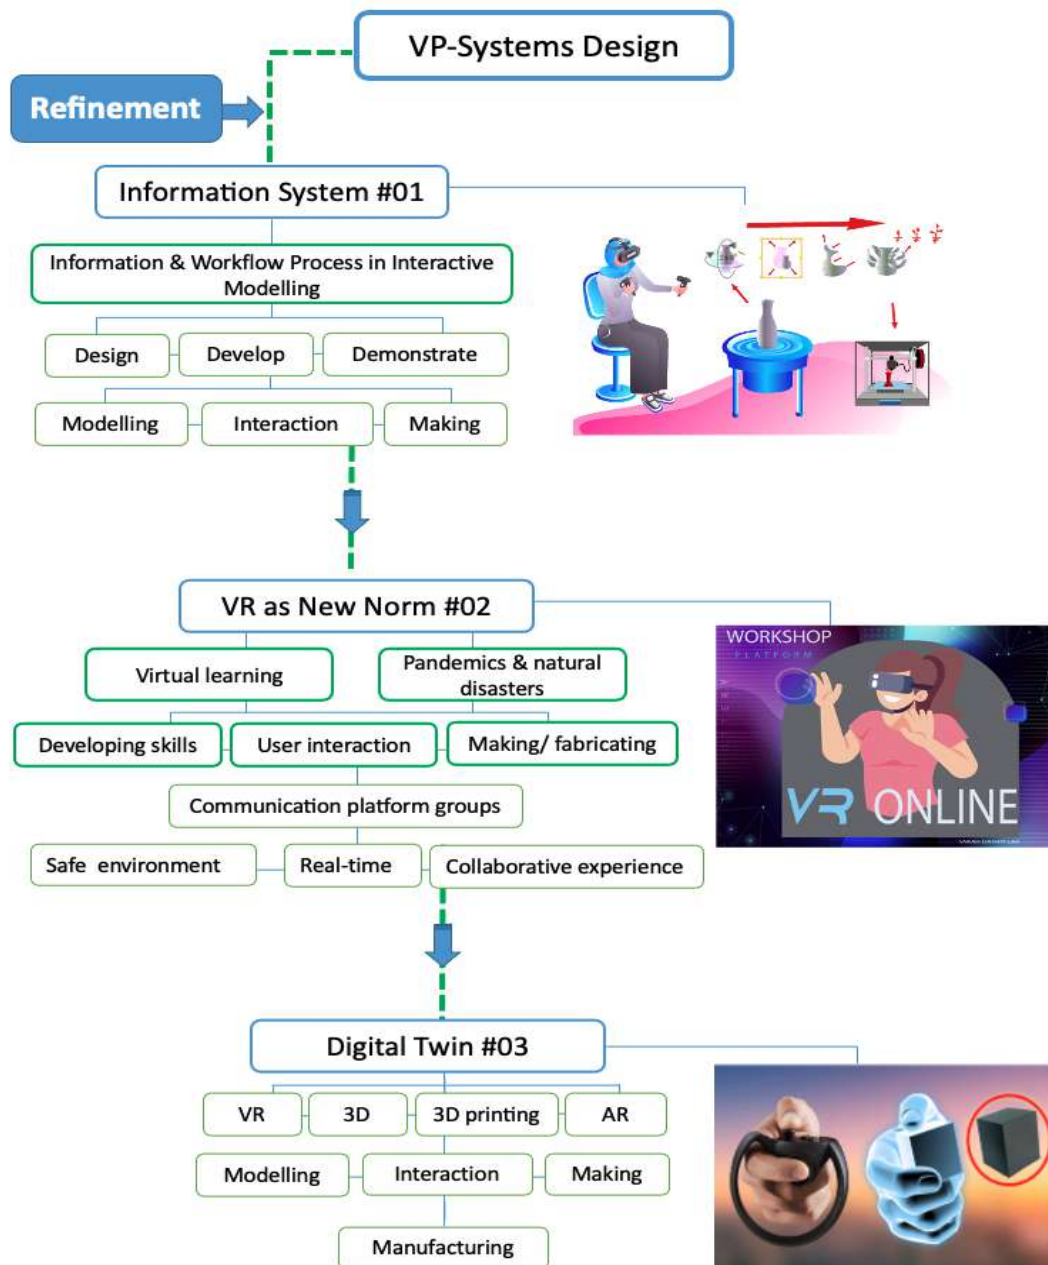 VP-Systems Design
Refinement
Information System #01
Information & Workflow Process in Interactive
Modelling
Design
Develop
Demonstrate
Modelling
Interaction
Making
VR as New Norm #02
WORKSHOP
PLATFORM
Virtual learning
Pandemics & natural
disasters
Developing skills
User interaction
Making/ fabricating
VR ONLINE
Communication platform groups
Safe environment
Real-time
Collaborative experience
Digital Twin #03
VR
3D
3D printing
AR
Modelling
Interaction
Making
Manufacturing